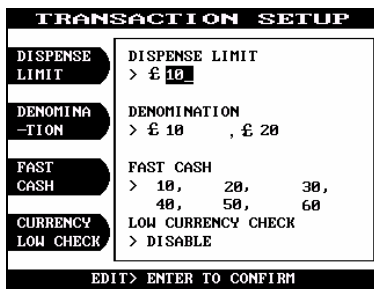 TRANSACTION SETUP
DISPENSE
LIMIT
DISPENSE LIMIT
> £ 10_
DENOMINA
-TION
DENOMINATION
> £ 10 , £ 20
FAST
CASH
FAST CASH
> 10, 20, 30,
40, 50, 60
CURRENCY
LOW CHECK
LOW CURRENCY CHECK
> DISABLE
EDIT> ENTER TO CONFIRM